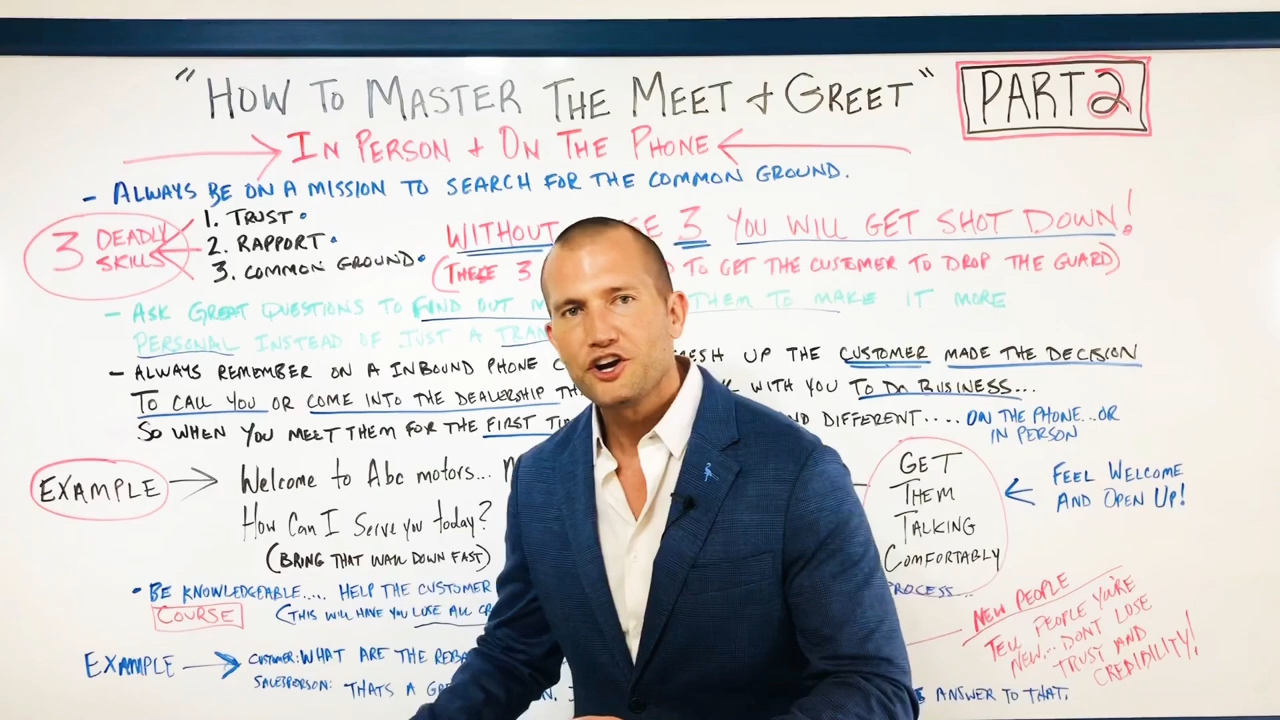 "HOW TO MASTER THE MEET & GREET"
PART 2
IN PERSON + ON THE PHONE
- ALWAYS BE ON A MISSION TO SEARCH FOR THE COMMON GROUND.
3 DEADLY SKILLS
1. TRUST
2. RAPPORT
3. COMMON GROUND
WITHOUT 3 YOU WILL GET SHOT DOWN!
(THESE 3 TO GET THE CUSTOMER TO DROP THE GUARD)
- ASK GREAT QUESTIONS TO FIND OUT THEM TO MAKE IT MORE
PERSONAL INSTEAD OF JUST A
- ALWAYS REMEMBER ON A INBOUND PHONE UP THE CUSTOMER MADE THE DECISION
TO CALL YOU OR COME INTO THE DEALERSHIP WITH YOU TO DO BUSINESS...
SO WHEN YOU MEET THEM FOR THE FIRST DIFFERENT.... ON THE PHONE...OR
IN PERSON
EXAMPLE
Welcome to Abc motors...
How Can I Serve you today?
(BRING THAT WALL DOWN FAST)
GET
THEM
TALKING
COMFORTABLY
FEEL WELCOME
AND OPEN UP!
• BE KNOWLEDGEABLE..... HELP THE CUSTOMER PROCESS...
COURSE
(THIS WILL HAVE YOU LOSE ALL
NEW PEOPLE
TELL PEOPLE YOU'RE
NEW... DONT LOSE
TRUST AND
CREDIBILITY!
EXAMPLE
CUSTOMER: WHAT ARE THE
SALESPERSON: THATS A ANSWER TO THAT.